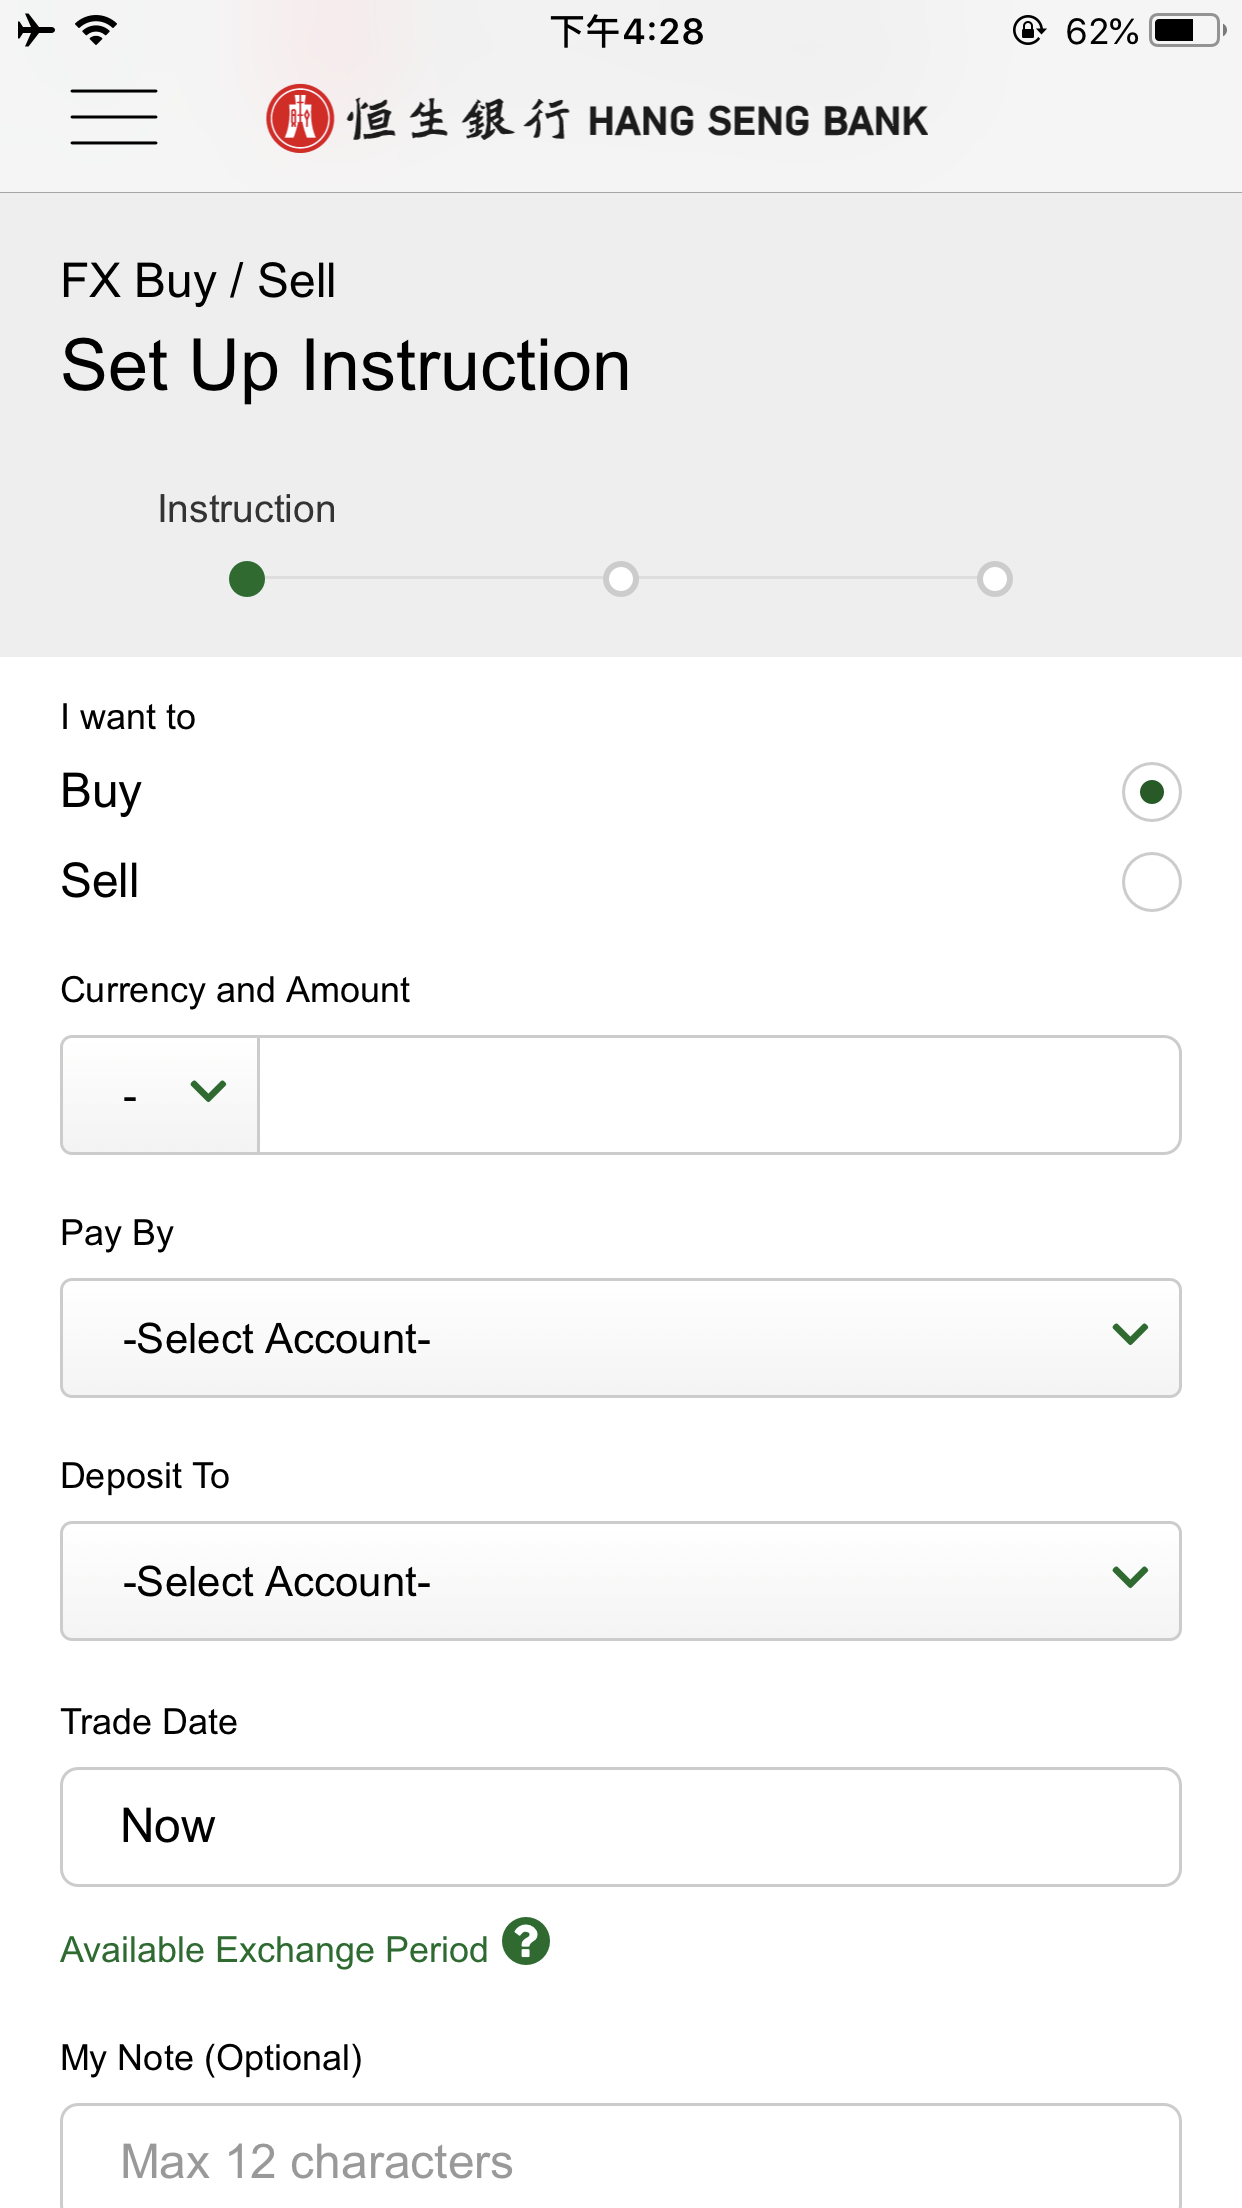 下午4:28
62%
恒生銀行 HANG SENG BANK
FX Buy / Sell
Set Up Instruction
Instruction
I want to
Buy
Sell
Currency and Amount
-
Pay By
-Select Account-
Deposit To
-Select Account-
Trade Date
Now
Available Exchange Period ?
My Note (Optional)
Max 12 characters